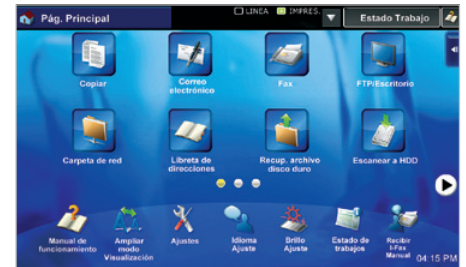 Pág. Principal
LINEA
IMPRES.
Estado Trabajo
Copiar
Correo
electrónico
Fax
FTP/Escritorio
Carpeta de red
Libreta de
direcciones
Recup. archivo
disco duro
Escanear a HDD
Manual de
funcionamiento
Ampliar
modo
Visualización
Ajustes
Idioma
Ajuste
Brillo
Ajuste
Estado de
trabajos
Recibir
I-Fax
Manual
04:15 PM